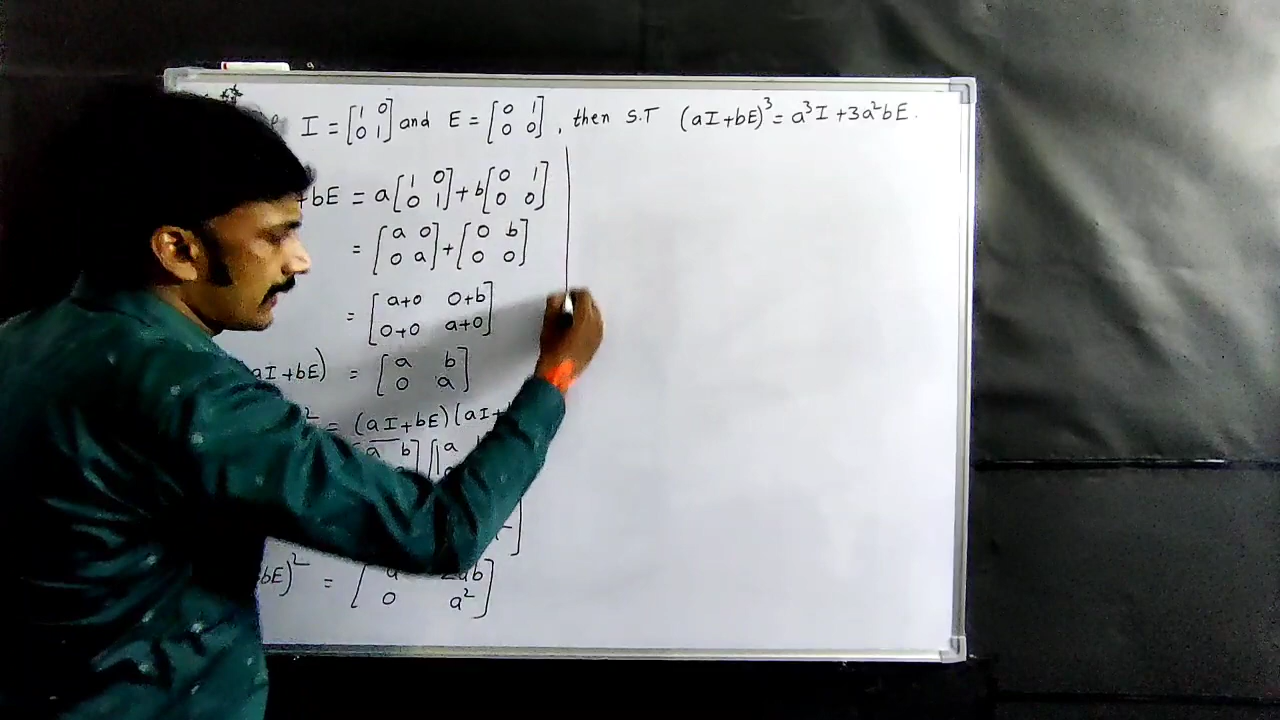 I = [1 0 0 1] and E = [0 1 0 0], then S.T (aI+bE)³ = a³I + 3a²bE.
+bE = a[1 0 0 1] + b[0 1 0 0]
= [a 0 0 a] + [0 b 0 0]
= [a+0 0+b 0+0 a+0]
aI+bE) = [a b 0 a]
² = (aI+bE)(aI+
a b] [a
bE)² = [ 2ab 0 a²]